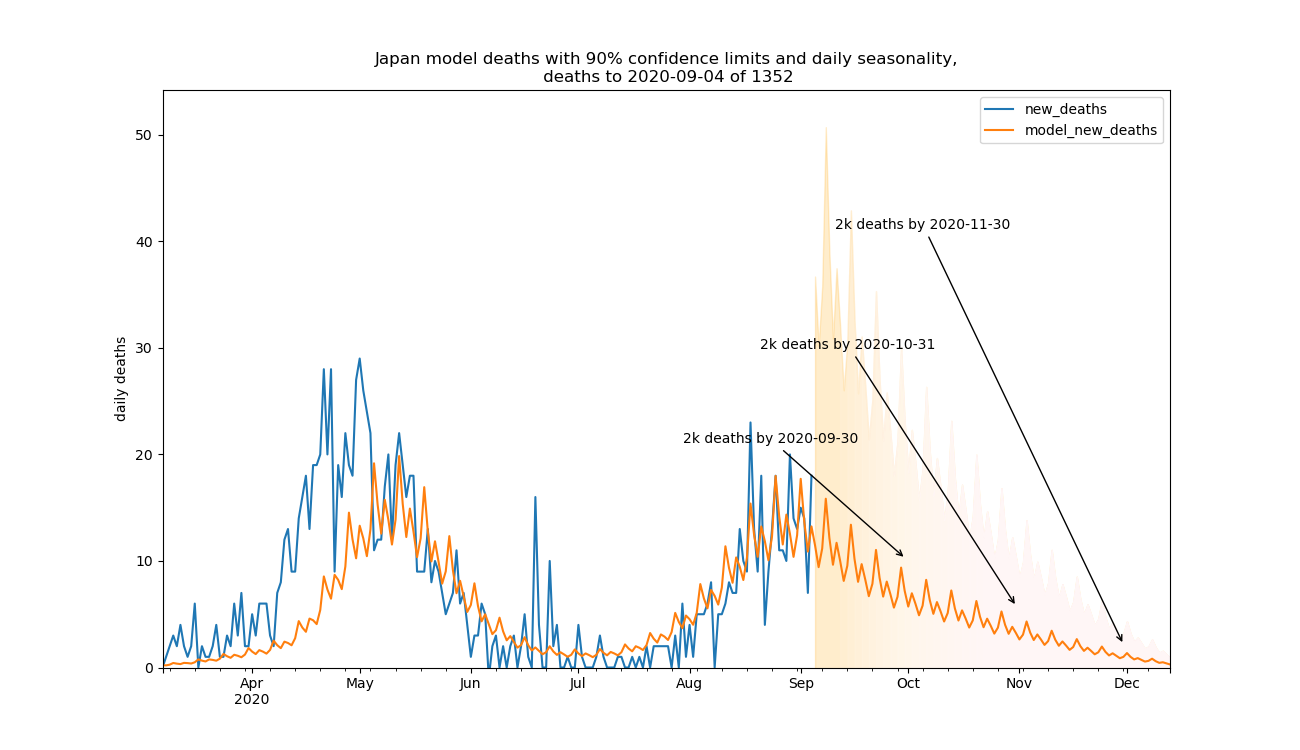 Japan model deaths with 90% confidence limits and daily seasonality,
deaths to 2020-09-04 of 1352
new_deaths
model_new_deaths
daily deaths
50
40
30
20
10
0
2k deaths by 2020-11-30
2k deaths by 2020-10-31
2k deaths by 2020-09-30
Apr May Jun Jul Aug Sep Oct Nov Dec
2020